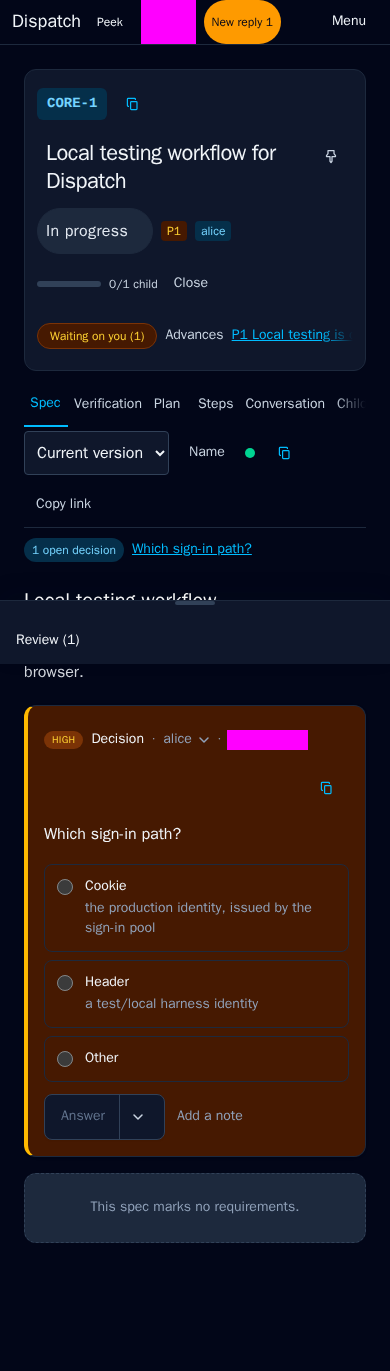 Dispatch Peek New reply 1 Menu
CORE-1
Local testing workflow for
Dispatch
In progress P1 alice
0/1 child Close
Waiting on you (1) Advances P1 Local testing is
Spec Verification Plan Steps Conversation Chil
Current version Name
Copy link
1 open decision Which sign-in path?
Local testing workflow
Review (1)
browser.
HIGH Decision · alice ·
Which sign-in path?
Cookie
the production identity, issued by the
sign-in pool
Header
a test/local harness identity
Other
Answer Add a note
This spec marks no requirements.